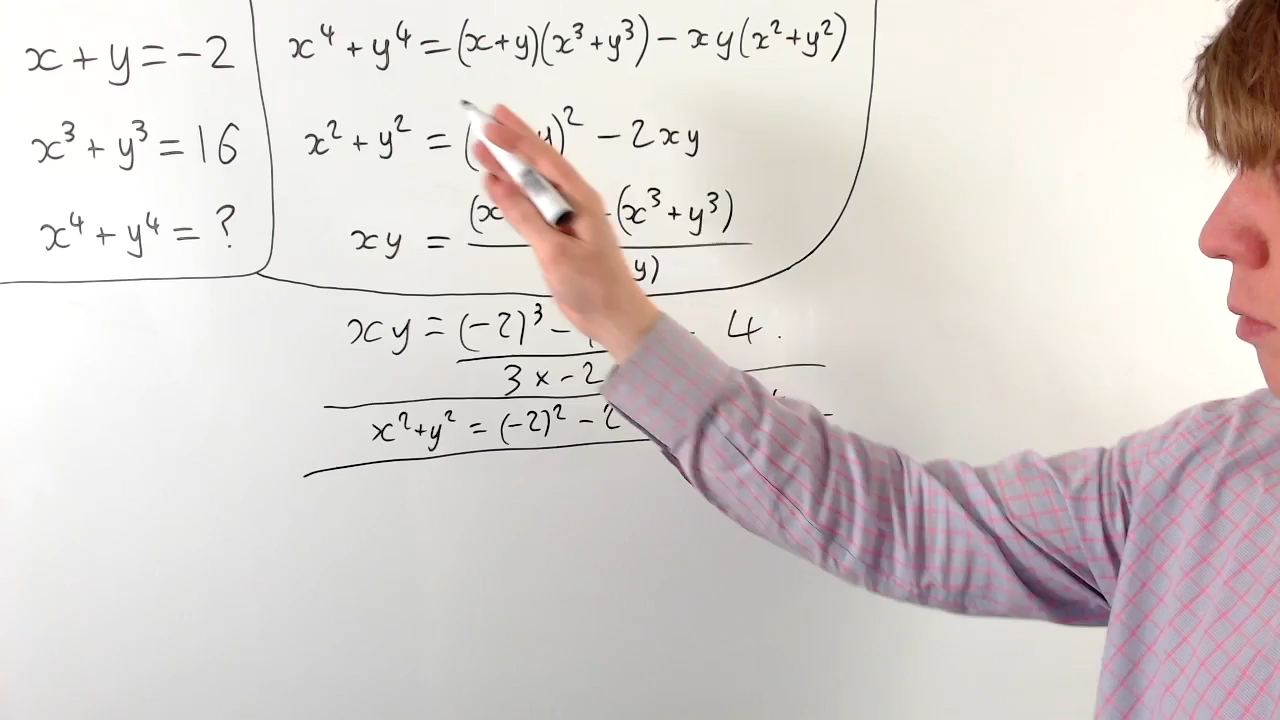 x + y = -2
x³ + y³ = 16
x⁴ + y⁴ = ?
x⁴ + y⁴ = (x+y)(x³+y³) - xy(x²+y²)
x² + y² = ( y)² - 2xy
xy = (x - (x³+y³)
y)
xy = (-2)³ - 4.
3 x -2
x²+y² = (-2)² - 2